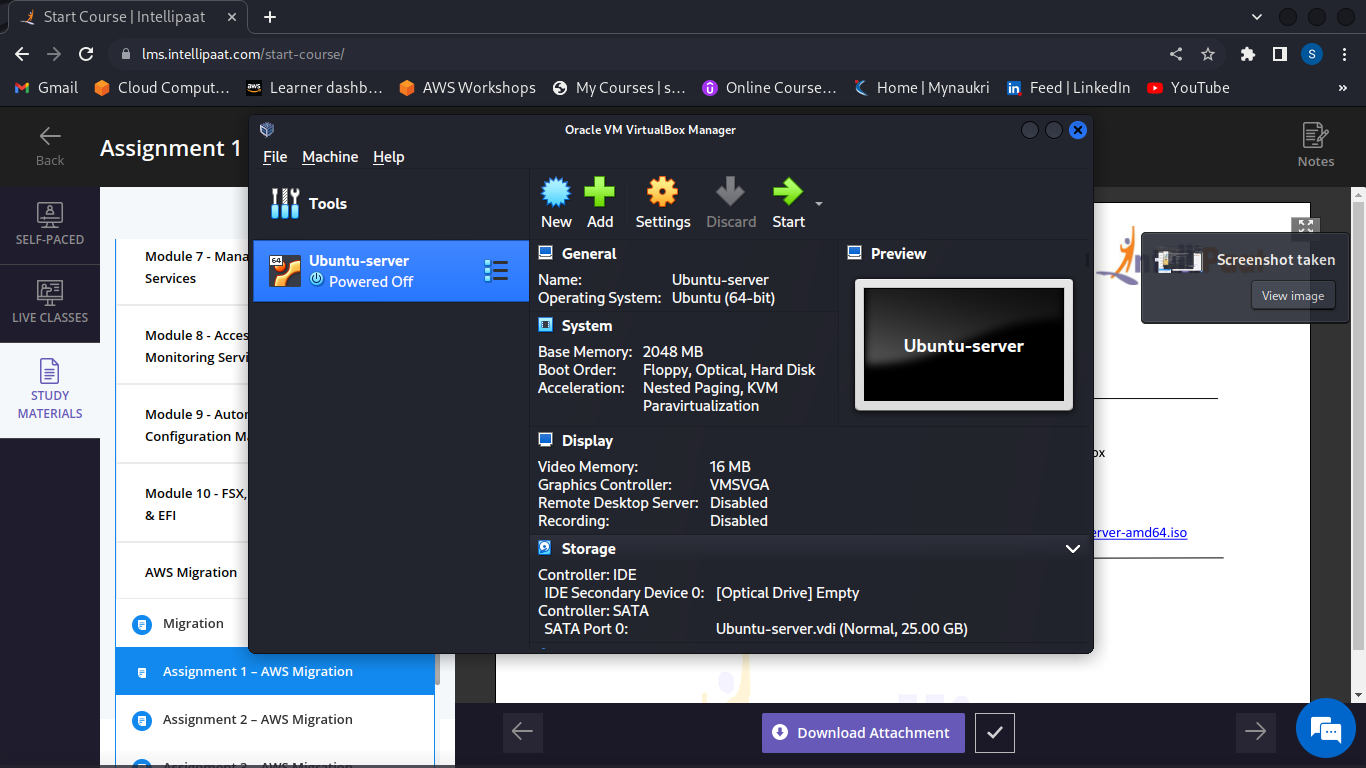 Start Course | Intellipaat
lms.intellipaat.com/start-course/
S
Gmail
Cloud Comput…
aws
Learner dashb…
AWS Workshops
My Courses | s…
Online Course…
Home | Mynaukri
Feed | LinkedIn
YouTube
»
Back
Assignment 1
Notes
SELF-PACED
LIVE CLASSES
STUDY
MATERIALS
Module 7 - Mana
Services
Module 8 - Acces
Monitoring Servi
Module 9 - Autor
Configuration Ma
Module 10 - FSX,
& EFI
AWS Migration
Migration
Assignment 1 – AWS Migration
Assignment 2 – AWS Migration
Oracle VM VirtualBox Manager
File Machine Help
Tools
New
Add
Settings
Discard
Start
64
Ubuntu-server
Powered Off
General
Name: Ubuntu-server
Operating System: Ubuntu (64-bit)
System
Base Memory: 2048 MB
Boot Order: Floppy, Optical, Hard Disk
Acceleration: Nested Paging, KVM
Paravirtualization
Preview
Ubuntu-server
Display
Video Memory: 16 MB
Graphics Controller: VMSVGA
Remote Desktop Server: Disabled
Recording: Disabled
Storage
Controller: IDE
IDE Secondary Device 0: [Optical Drive] Empty
Controller: SATA
SATA Port 0: Ubuntu-server.vdi (Normal, 25.00 GB)
Screenshot taken
View image
ox
erver-amd64.iso
Download Attachment